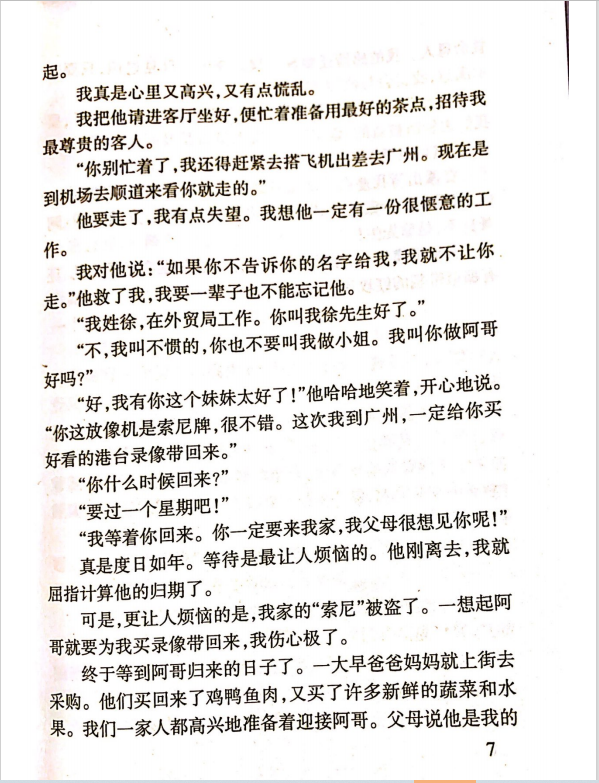 起。
我真是心里又高兴,又有点慌乱。
我把他请进客厅坐好,便忙着准备用最好的茶点,招待我
最尊贵的客人。
“你别忙着了,我还得赶紧去搭飞机出差去广州。现在是
到机场去顺道来看你就走的。”
他要走了,我有点失望。我想他一定有一份很惬意的工
作。
我对他说:“如果你不告诉你的名字给我,我就不让你
走。”他救了我,我要一辈子也不能忘记他。
“我姓徐,在外贸局工作。你叫我徐先生好了。”
“不,我叫不惯的,你也不要叫我做小姐。我叫你做阿哥
好吗?”
“好,我有你这个妹妹太好了!”他哈哈地笑着,开心地说。
“你这放像机是索尼牌,很不错。这次我到广州,一定给你买
好看的港台录像带回来。”
“你什么时候回来?”
“要过一个星期吧!”
“我等着你回来。你一定要来我家,我父母很想见你呢!”
真是度日如年。等待是最让人烦恼的。他刚离去,我就
屈指计算他的归期了。
可是,更让人烦恼的是,我家的“索尼”被盗了。一想起阿
哥就要为我买录像带回来,我伤心极了。
终于等到阿哥归来的日子了。一大早爸爸妈妈就上街去
采购。他们买回来了鸡鸭鱼肉,又买了许多新鲜的蔬菜和水
果。我们一家人都高兴地准备着迎接阿哥。父母说他是我的
7